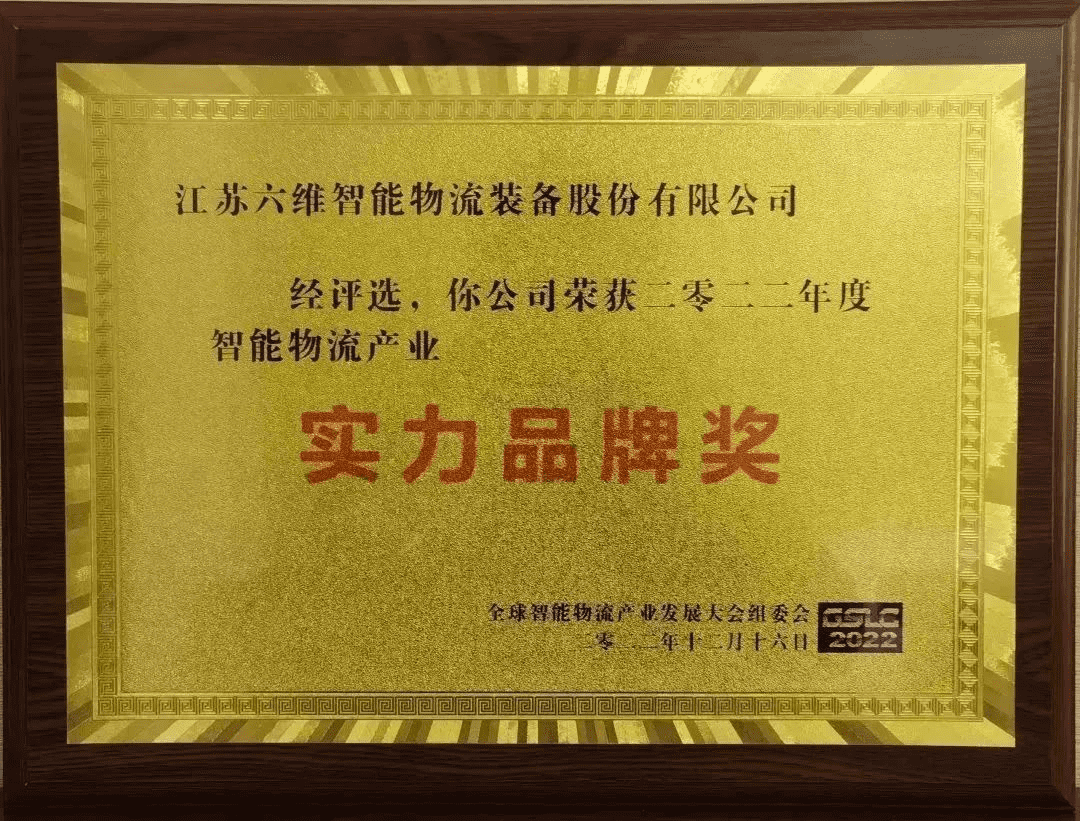 江苏六维智能物流装备股份有限公司
经评选，你公司荣获二零二二年度
智能物流产业
实力品牌奖
全球智能物流产业发展大会组委会
二零二二年十二月十六日
GSLC
2022